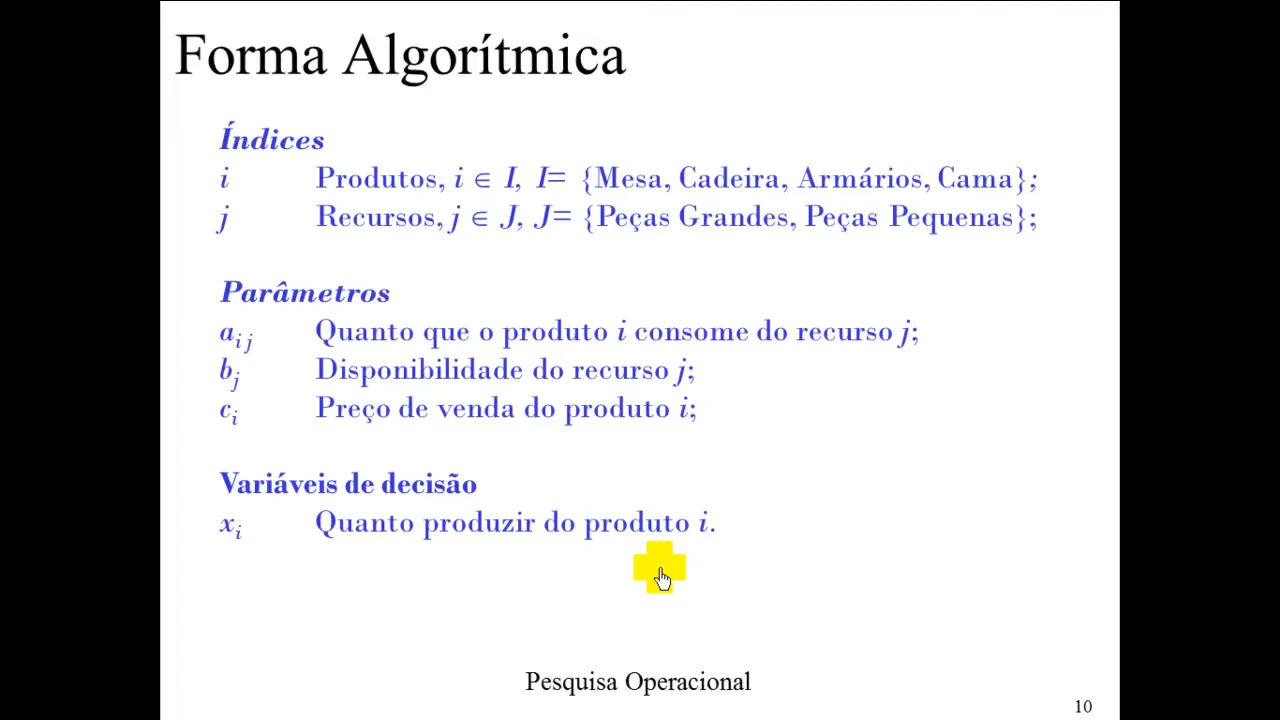 Forma Algorítmica
Índices
i Produtos, i ∈ I, I= {Mesa, Cadeira, Armários, Cama};
j Recursos, j ∈ J, J= {Peças Grandes, Peças Pequenas};
Parâmetros
aij Quanto que o produto i consome do recurso j;
bj Disponibilidade do recurso j;
ci Preço de venda do produto i;
Variáveis de decisão
xi Quanto produzir do produto i.
Pesquisa Operacional
10